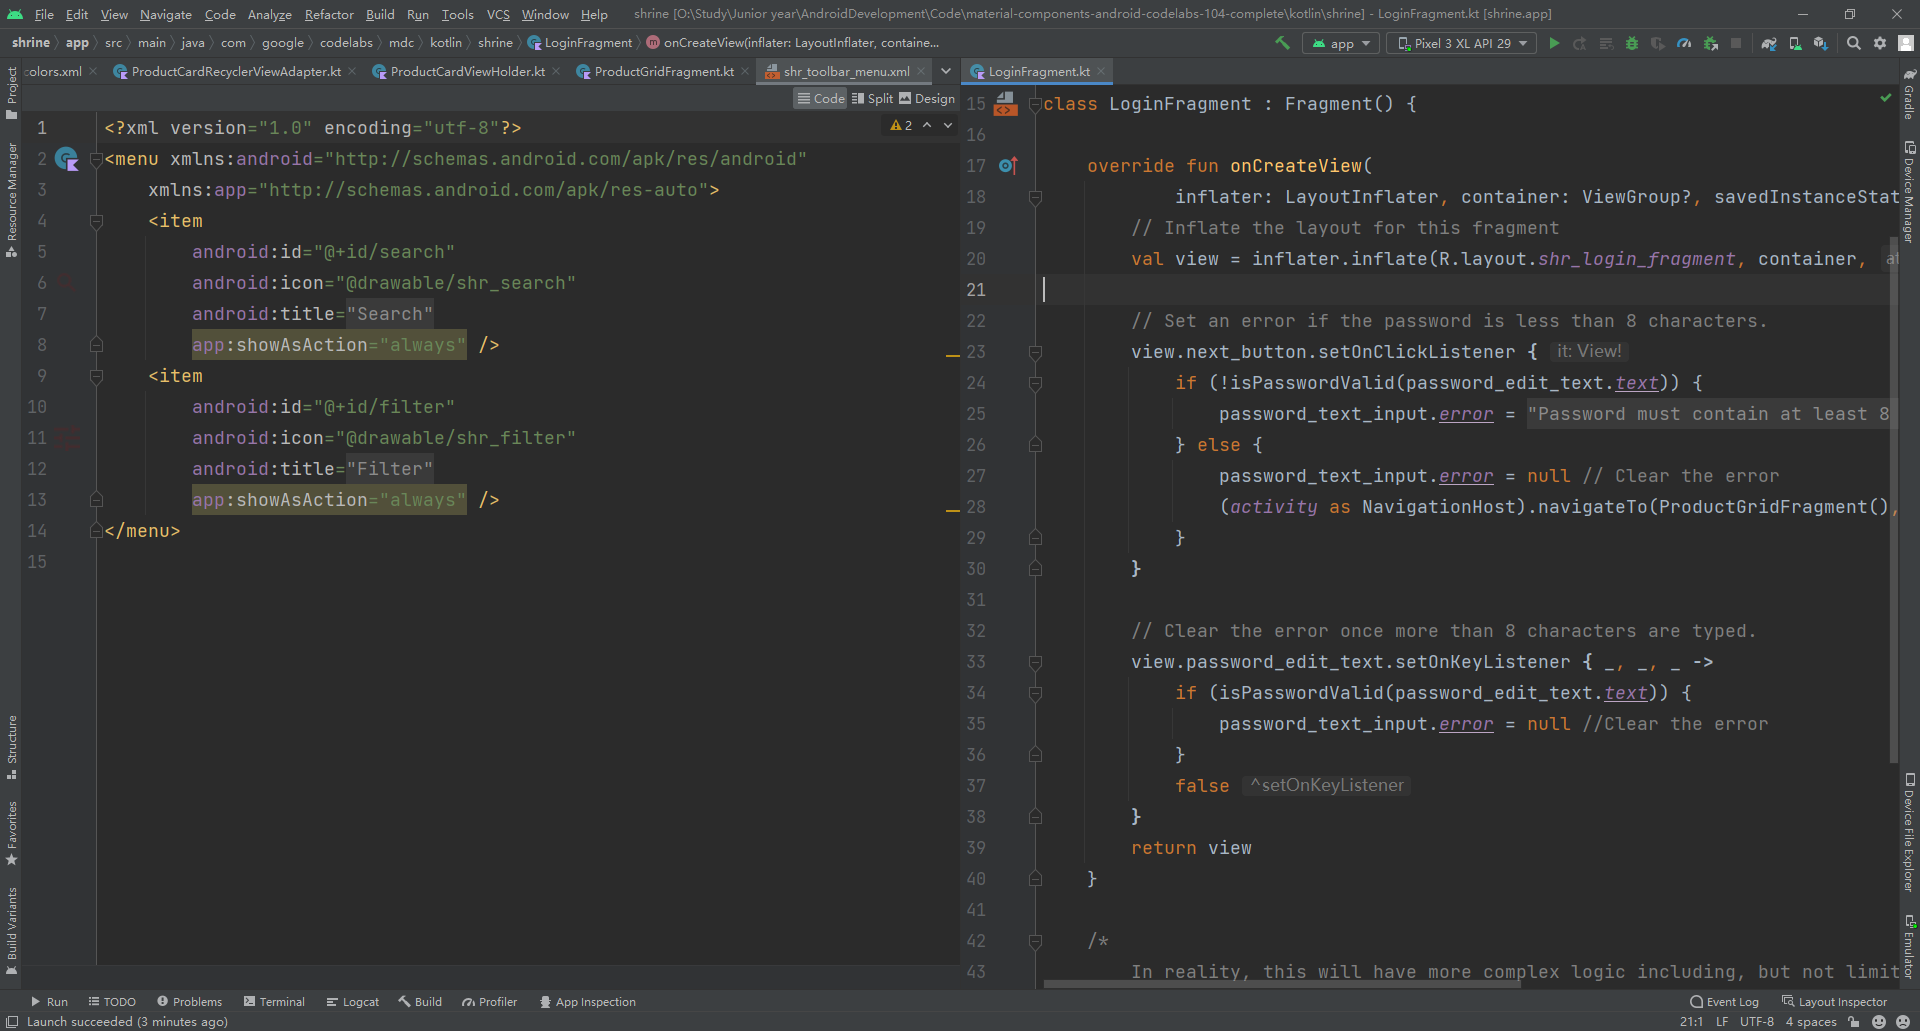 File Edit View Navigate Code Analyze Refactor Build Run Tools VCS Window Help shrine [O:\Study\Junior year\AndroidDevelopment\Code\material-components-android-codelabs-104-complete\kotlin\shrine] - LoginFragment.kt [shrine.app]
shrine app src main java com google codelabs mdc kotlin shrine LoginFragment onCreateView(inflater: LayoutInflater, containe... app Pixel 3 XL API 29
colors.xml ProductCardRecyclerViewAdapter.kt ProductCardViewHolder.kt ProductGridFragment.kt shr_toolbar_menu.xml LoginFragment.kt
Code Split Design
2
1 <?xml version="1.0" encoding="utf-8"?>
2 <menu xmlns:android="http://schemas.android.com/apk/res/android"
3 xmlns:app="http://schemas.android.com/apk/res-auto">
4 <item
5 android:id="@+id/search"
6 android:icon="@drawable/shr_search"
7 android:title="Search"
8 app:showAsAction="always" />
9 <item
10 android:id="@+id/filter"
11 android:icon="@drawable/shr_filter"
12 android:title="Filter"
13 app:showAsAction="always" />
14 </menu>
15
15 class LoginFragment : Fragment() {
16
17 override fun onCreateView(
18 inflater: LayoutInflater, container: ViewGroup?, savedInstanceStat
19 // Inflate the layout for this fragment
20 val view = inflater.inflate(R.layout.shr_login_fragment, container, at
21
22 // Set an error if the password is less than 8 characters.
23 view.next_button.setOnClickListener { it: View!
24 if (!isPasswordValid(password_edit_text.text)) {
25 password_text_input.error = "Password must contain at least 8
26 } else {
27 password_text_input.error = null // Clear the error
28 (activity as NavigationHost).navigateTo(ProductGridFragment(),
29 }
30 }
31
32 // Clear the error once more than 8 characters are typed.
33 view.password_edit_text.setOnKeyListener { _, _, _ ->
34 if (isPasswordValid(password_edit_text.text)) {
35 password_text_input.error = null //Clear the error
36 }
37 false ^setOnKeyListener
38 }
39 return view
40 }
41
42 /*
43 In reality, this will have more complex logic including, but not limit
Project
Resource Manager
Structure
Favorites
Build Variants
Gradle
Device Manager
Device File Explorer
Emulator
Run TODO Problems Terminal Logcat Build Profiler App Inspection Event Log Layout Inspector
Launch succeeded (3 minutes ago) 21:1 LF UTF-8 4 spaces